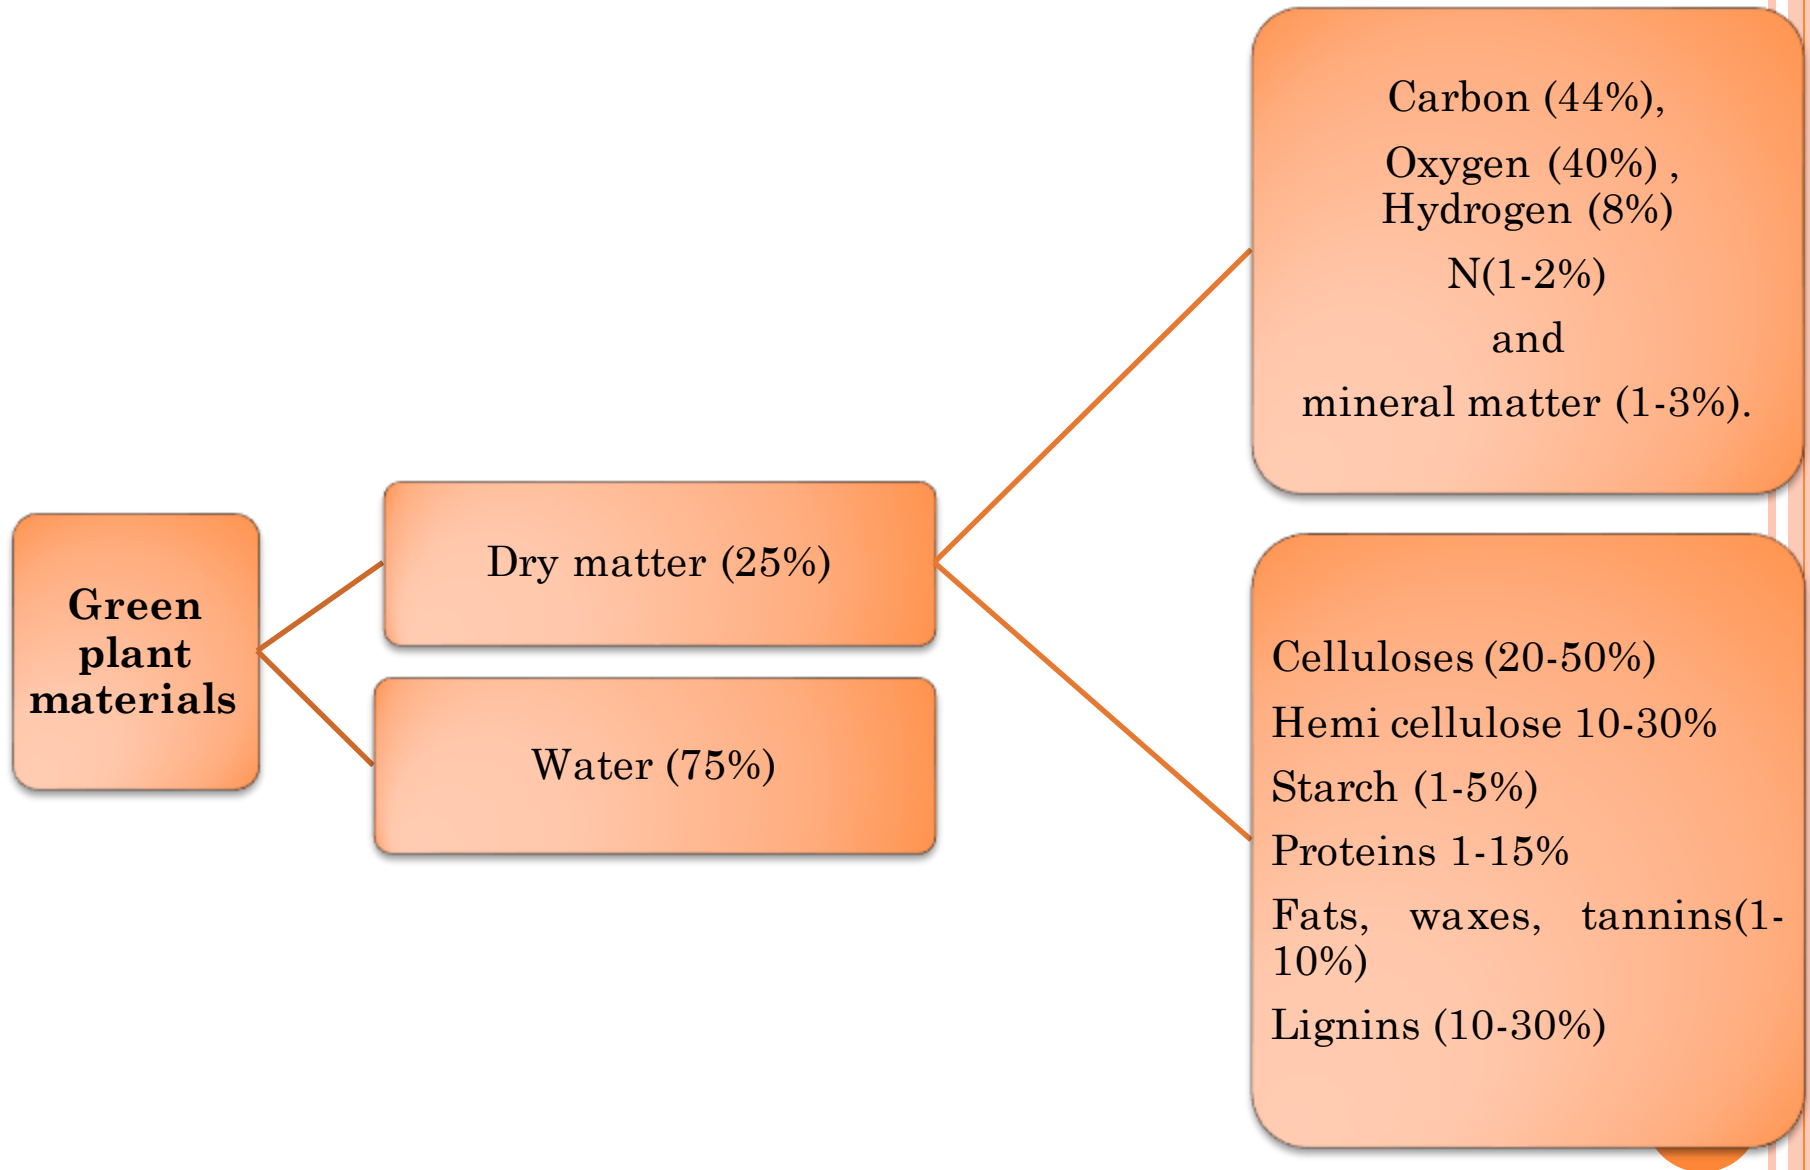 Green
plant
materials
Dry matter (25%)
Water (75%)
Carbon (44%),
Oxygen (40%) ,
Hydrogen (8%)
N(1-2%)
and
mineral matter (1-3%).
Celluloses (20-50%)
Hemi cellulose 10-30%
Starch (1-5%)
Proteins 1-15%
Fats, waxes, tannins(1-
10%)
Lignins (10-30%)